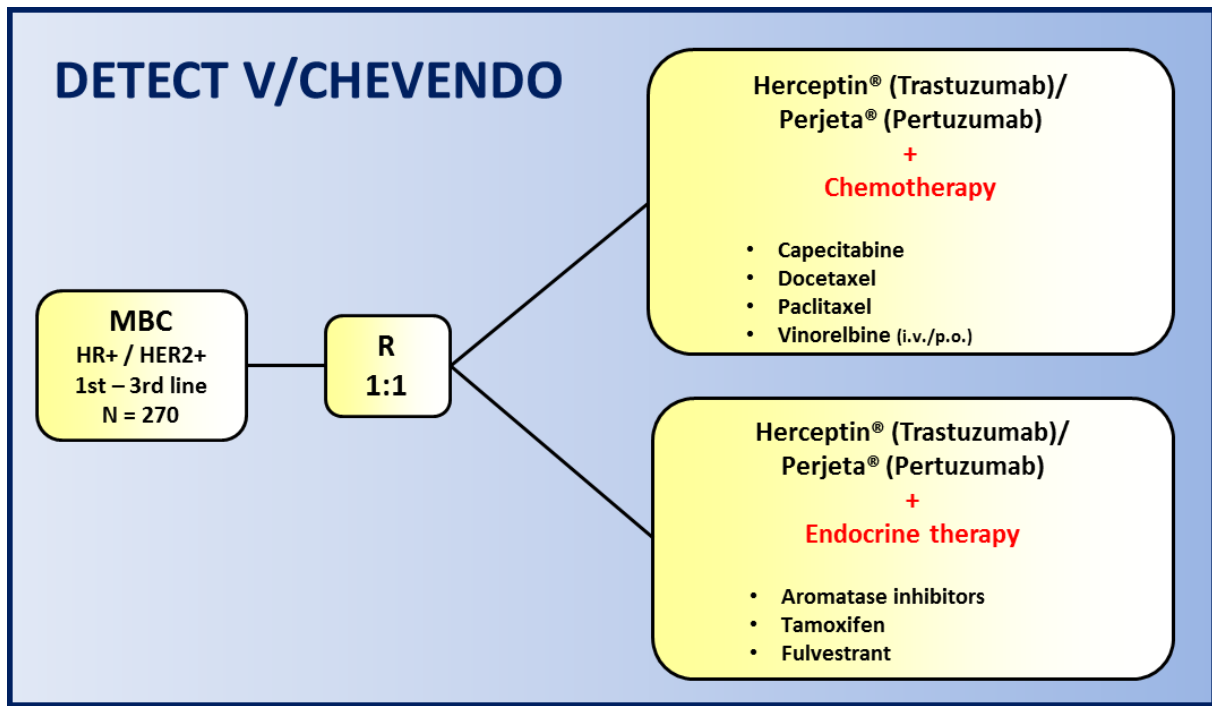 DETECT V/CHEVENDO
MBC
HR+ / HER2+
1st – 3rd line
N = 270
R
1:1
Herceptin® (Trastuzumab)/
Perjeta® (Pertuzumab)
+
Chemotherapy
• Capecitabine
• Docetaxel
• Paclitaxel
• Vinorelbine (i.v./p.o.)
Herceptin® (Trastuzumab)/
Perjeta® (Pertuzumab)
+
Endocrine therapy
• Aromatase inhibitors
• Tamoxifen
• Fulvestrant